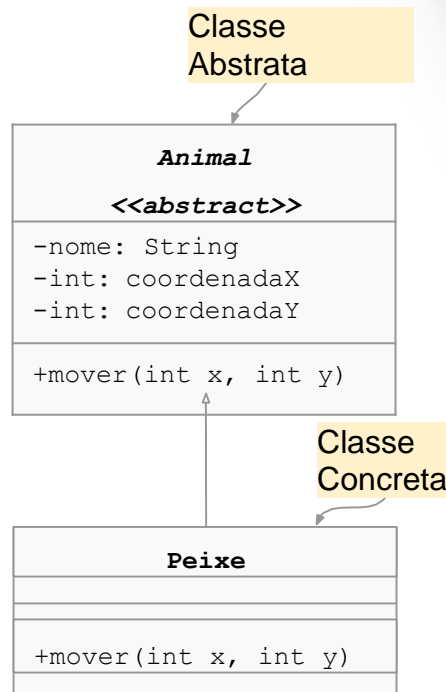 Classe
Abstrata
Animal
<<abstract>>
-nome: String
-int: coordenadaX
-int: coordenadaY
+mover(int x, int y)
Classe
Concreta
Peixe
+mover(int x, int y)